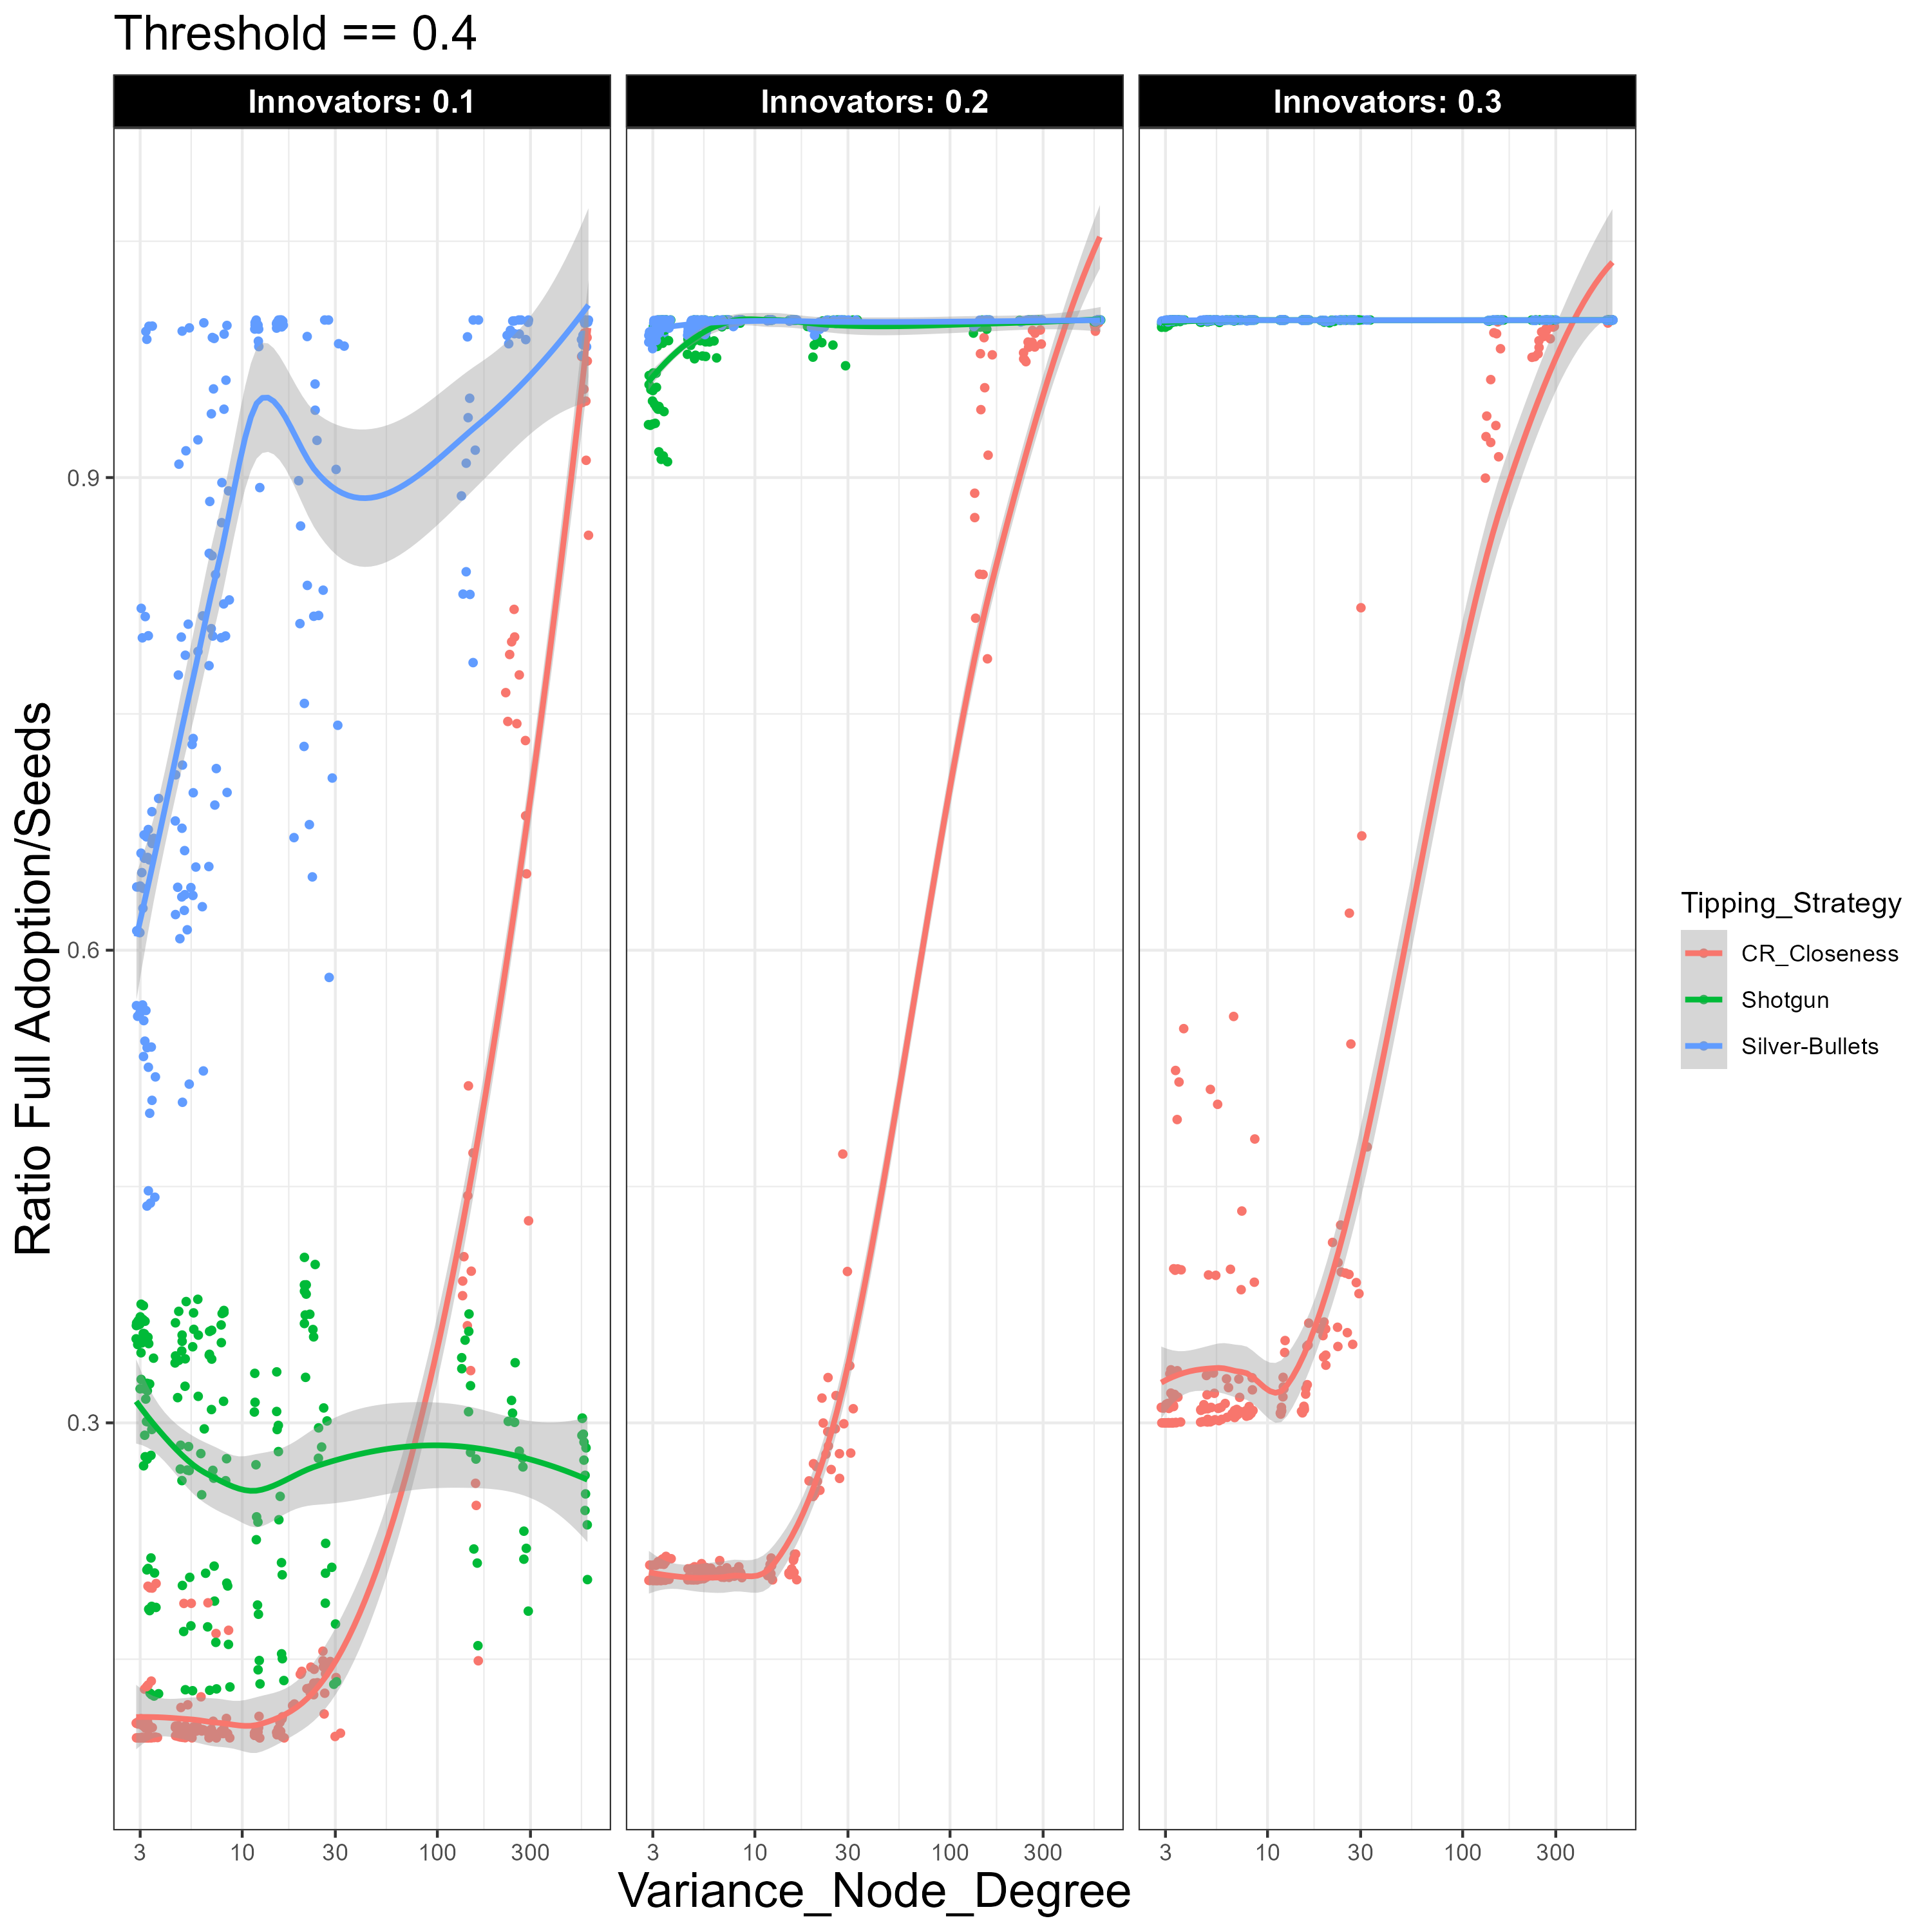 Threshold == 0.4
Innovators: 0.1
Innovators: 0.2
Innovators: 0.3
Ratio Full Adoption/Seeds
0.9
0.6
0.3
3 10 30 100 300
3 10 30 100 300
3 10 30 100 300
Variance_Node_Degree
Tipping_Strategy
CR_Closeness
Shotgun
Silver-Bullets